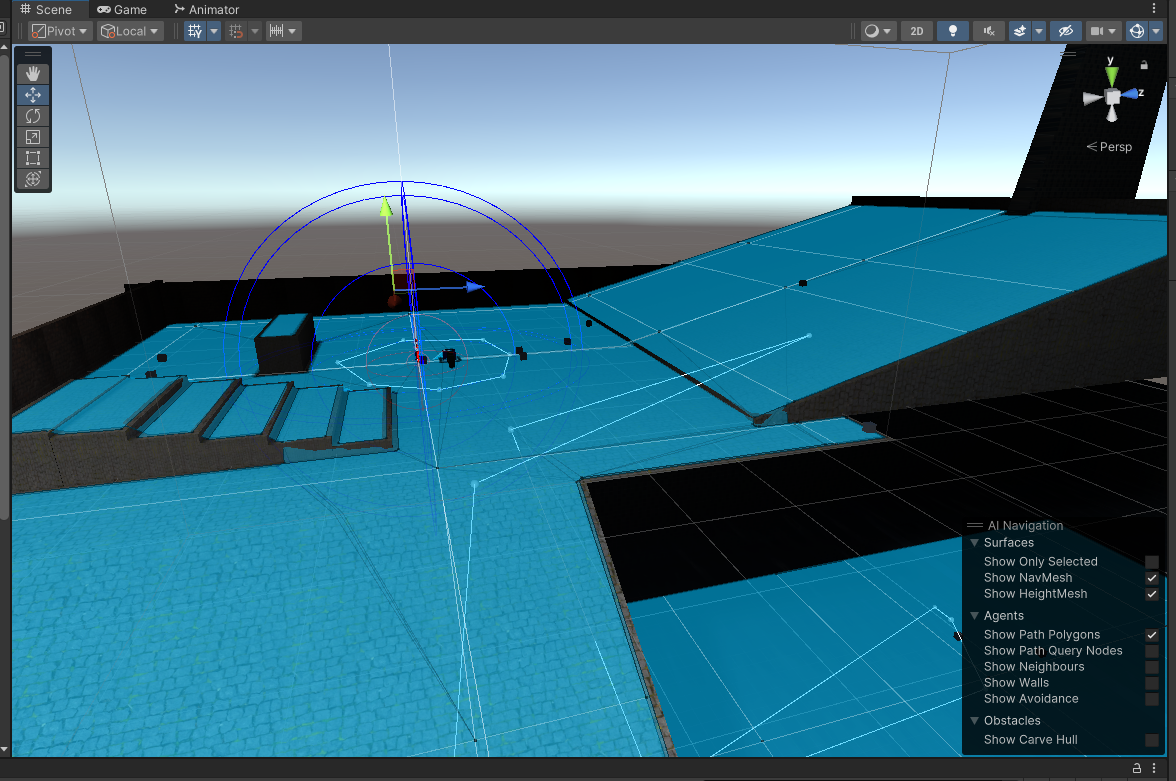 Scene
Game
Animator
Pivot
Local
2D
y
z
Persp
AI Navigation
Surfaces
Show Only Selected
Show NavMesh
Show HeightMesh
Agents
Show Path Polygons
Show Path Query Nodes
Show Neighbours
Show Walls
Show Avoidance
Obstacles
Show Carve Hull